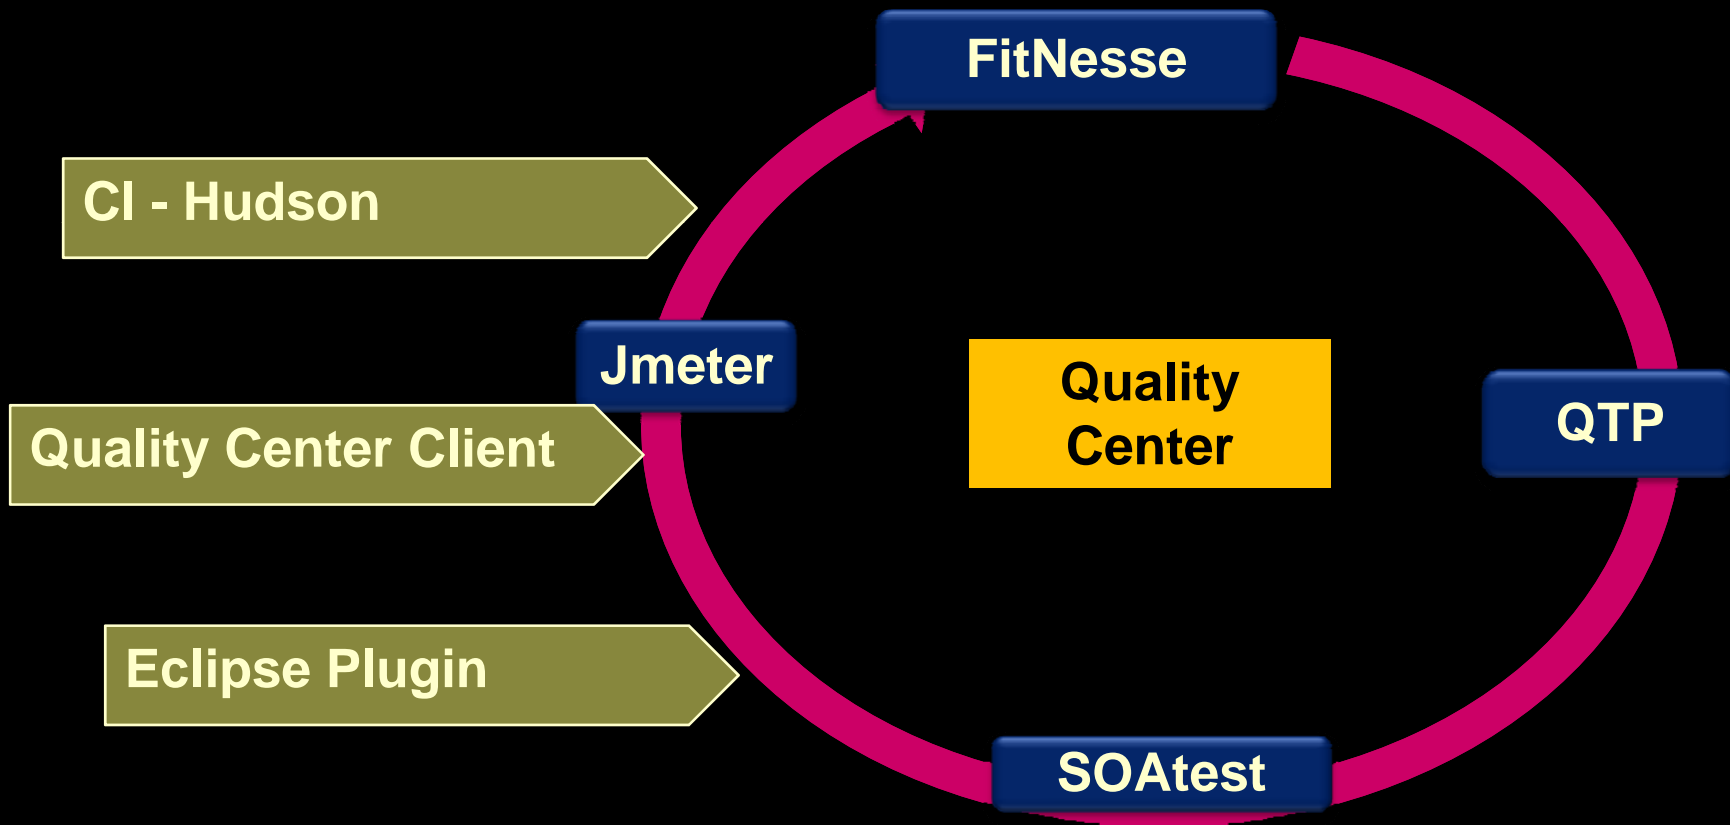 FitNesse
CI - Hudson
Jmeter
Quality
Center
QTP
Quality Center Client
Eclipse Plugin
SOAtest